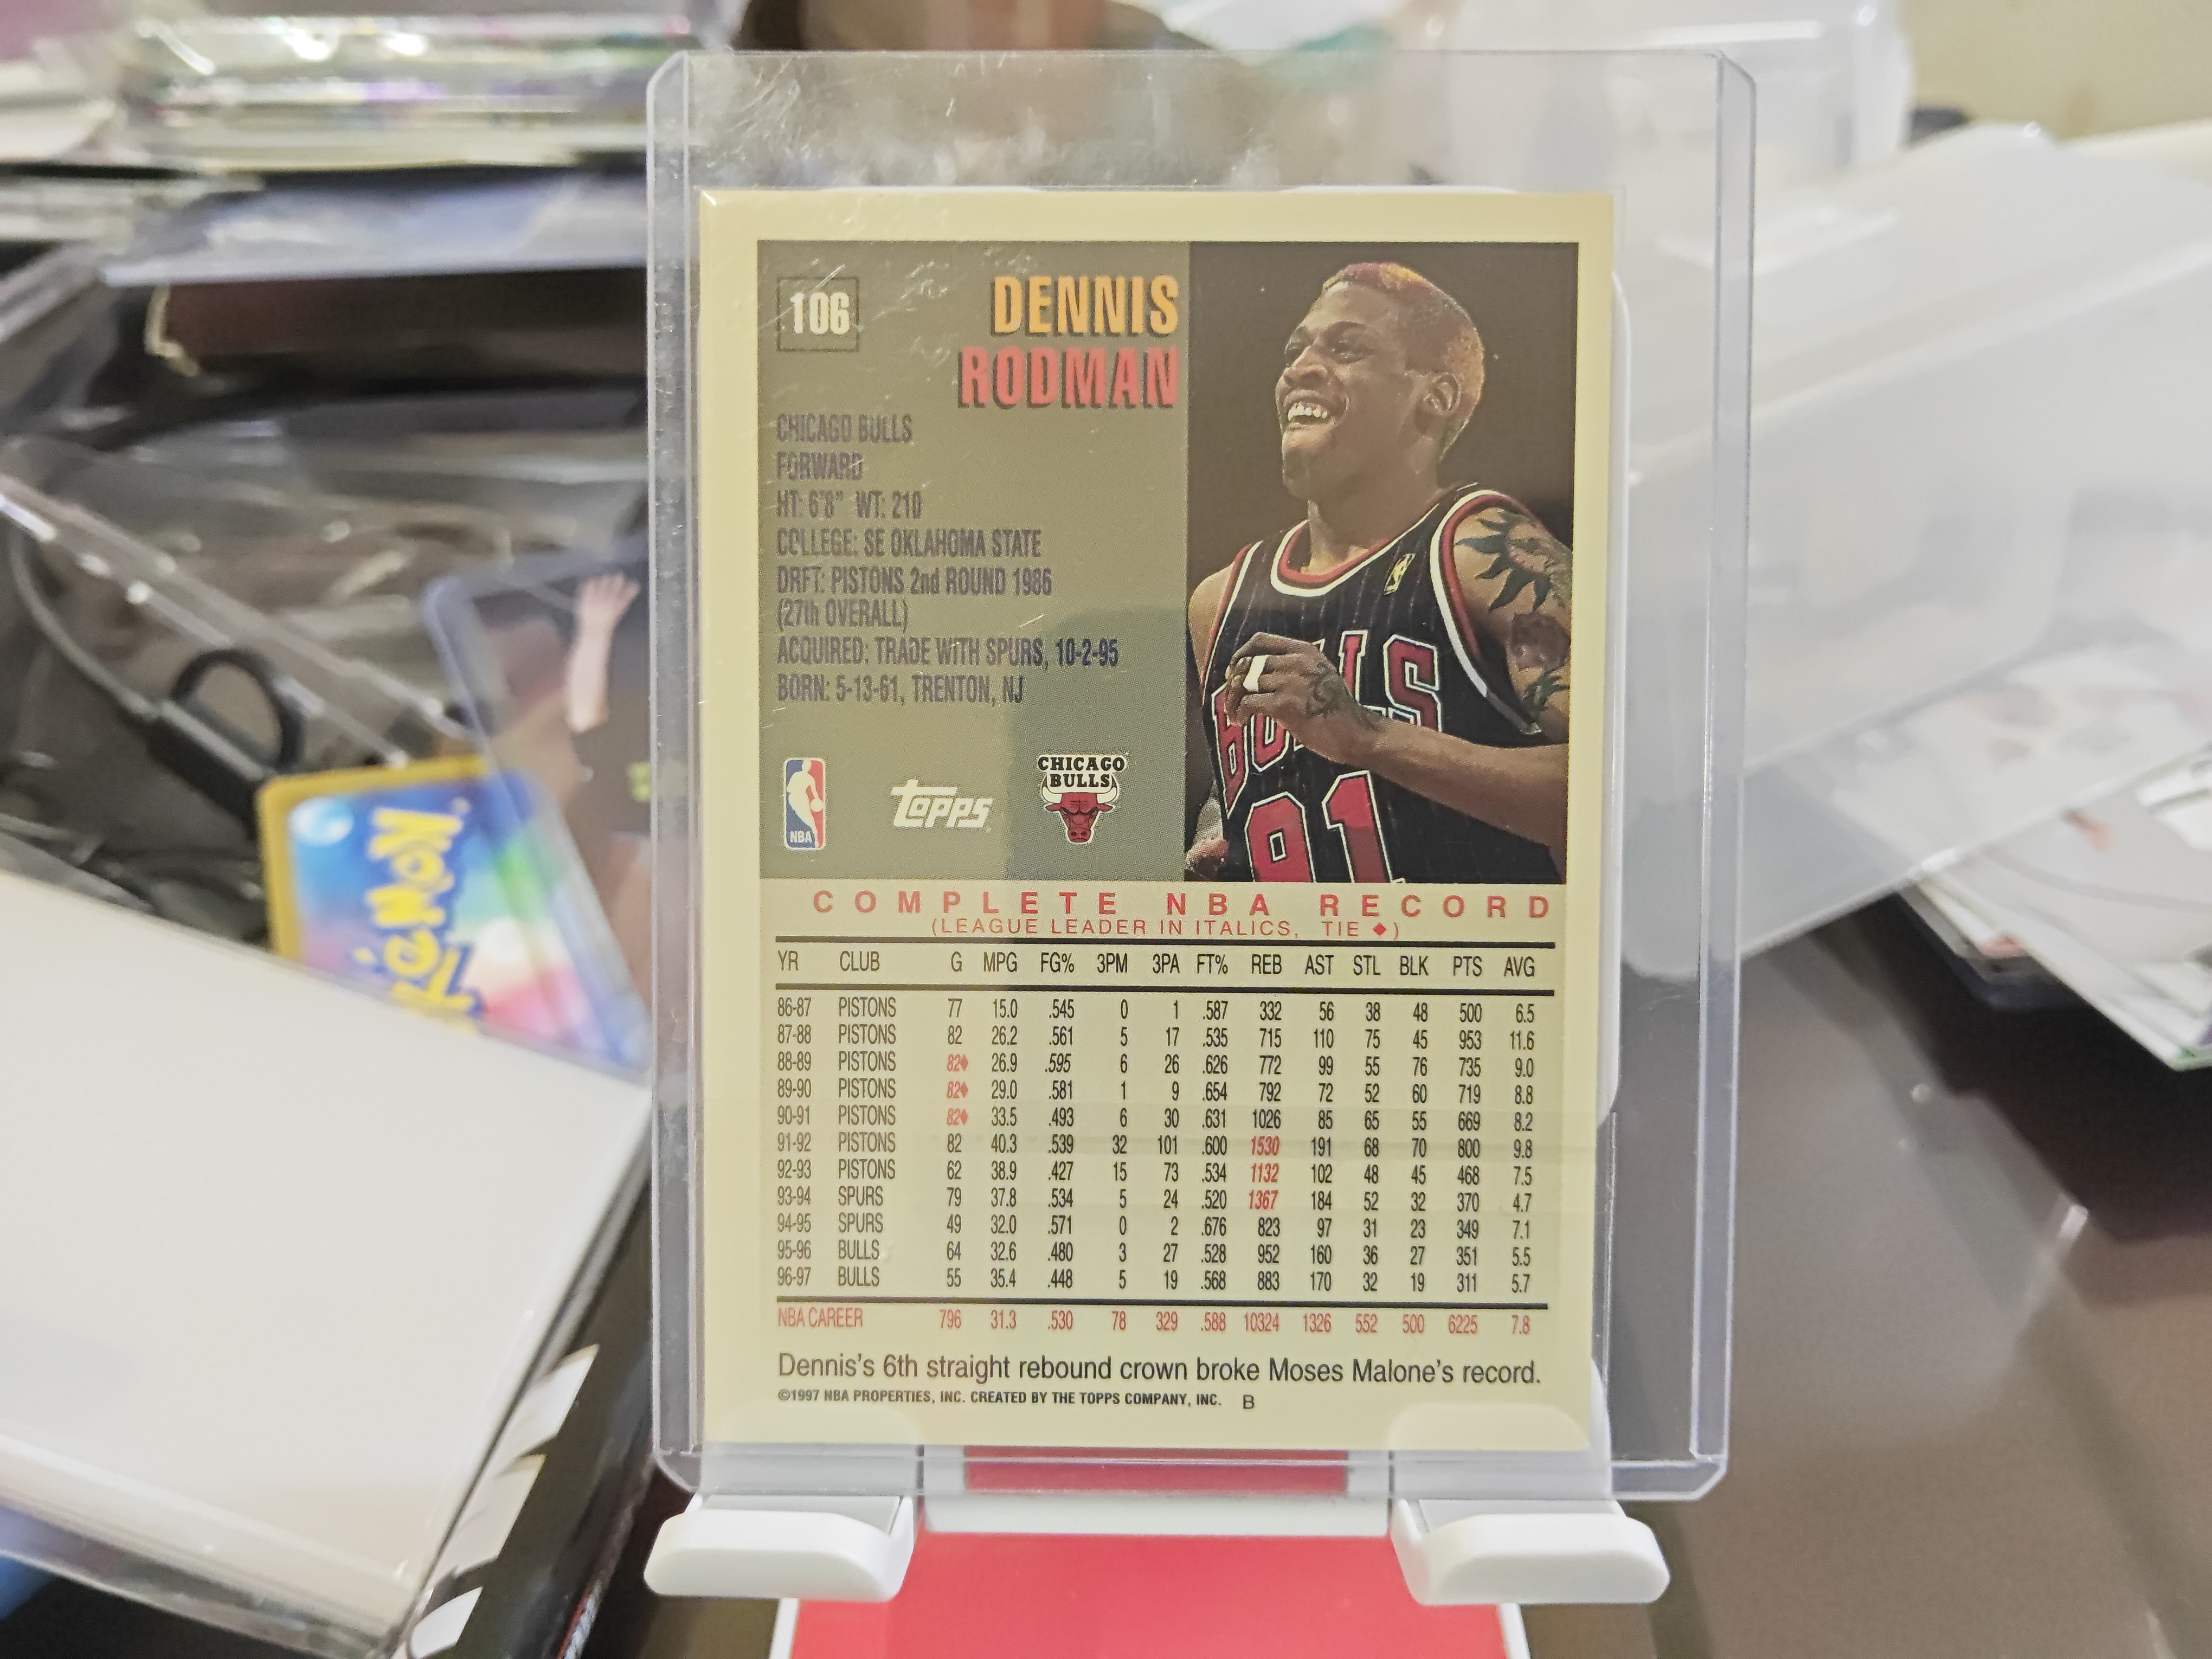 106
DENNIS
RODMAN
CHICAGO BULLS
FORWARD
HT: 6'8" WT: 210
COLLEGE: SE OKLAHOMA STATE
DRFT: PISTONS 2nd ROUND 1986
(27th OVERALL)
ACQUIRED: TRADE WITH SPURS, 10-2-95
BORN: 5-13-61, TRENTON, NJ
NBA
Topps
CHICAGO
BULLS
BULLS
91
COMPLETE NBA RECORD
(LEAGUE LEADER IN ITALICS, TIE ♦)
YR CLUB G MPG FG% 3PM 3PA FT% REB AST STL BLK PTS AVG
86-87 PISTONS 77 15.0 .545 0 1 .587 332 56 38 48 500 6.5
87-88 PISTONS 82 26.2 .561 5 17 .535 715 110 75 45 953 11.6
88-89 PISTONS 82♦ 26.9 .595 6 26 .626 772 99 55 76 735 9.0
89-90 PISTONS 82♦ 29.0 .581 1 9 .654 792 72 52 60 719 8.8
90-91 PISTONS 82♦ 33.5 .493 6 30 .631 1026 85 65 55 669 8.2
91-92 PISTONS 82 40.3 .539 32 101 .600 1530 191 68 70 800 9.8
92-93 PISTONS 62 38.9 .427 15 73 .534 1132 102 48 45 468 7.5
93-94 SPURS 79 37.8 .534 5 24 .520 1367 184 52 32 370 4.7
94-95 SPURS 49 32.0 .571 0 2 .676 823 97 31 23 349 7.1
95-96 BULLS 64 32.6 .480 3 27 .528 952 160 36 27 351 5.5
96-97 BULLS 55 35.4 .448 5 19 .568 883 170 32 19 311 5.7
NBA CAREER 796 31.3 .530 78 329 .588 10324 1326 552 500 6225 7.8
Dennis's 6th straight rebound crown broke Moses Malone's record.
©1997 NBA PROPERTIES, INC. CREATED BY THE TOPPS COMPANY, INC. B